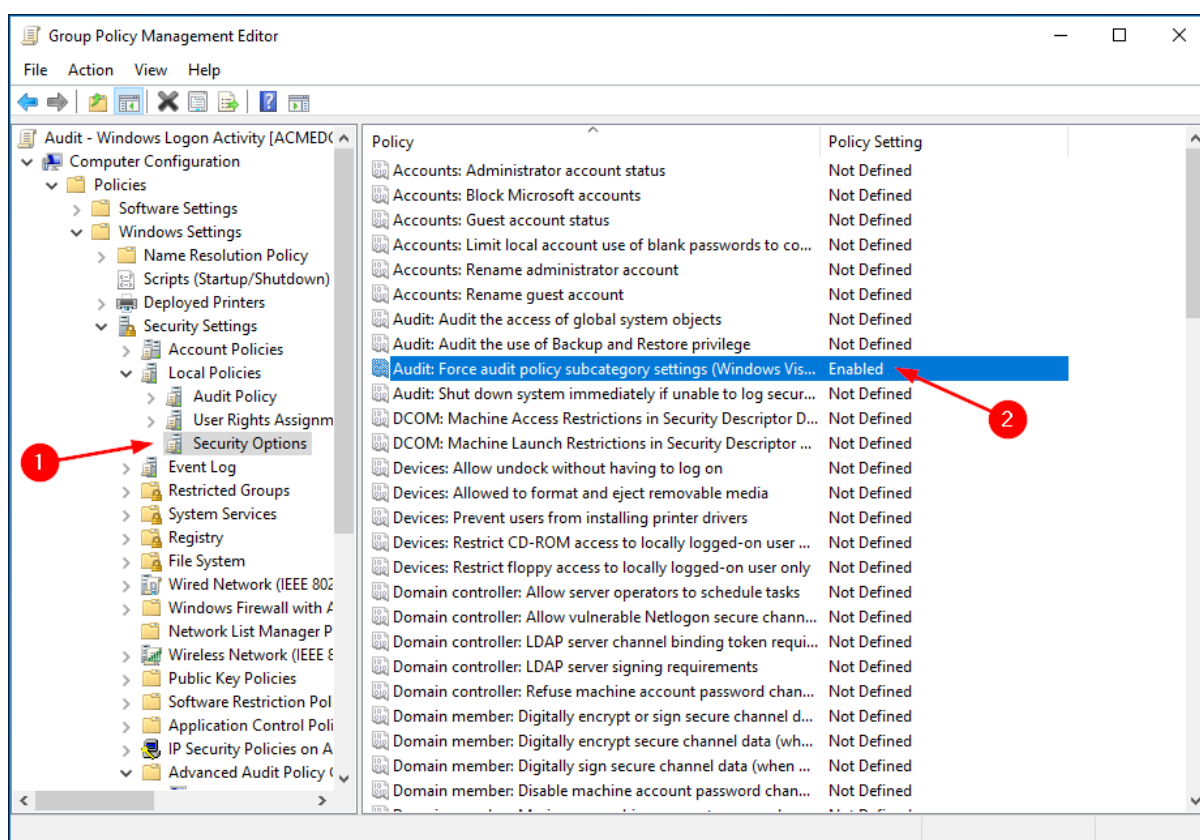 Group Policy Management Editor
File Action View Help
Audit - Windows Logon Activity [ACMEDC
Computer Configuration
Policies
Software Settings
Windows Settings
Name Resolution Policy
Scripts (Startup/Shutdown)
Deployed Printers
Security Settings
Account Policies
Local Policies
Audit Policy
User Rights Assignm
Security Options
Event Log
Restricted Groups
System Services
Registry
File System
Wired Network (IEEE 802
Windows Firewall with A
Network List Manager P
Wireless Network (IEEE 8
Public Key Policies
Software Restriction Pol
Application Control Poli
IP Security Policies on A
Advanced Audit Policy
1
Policy Policy Setting
Accounts: Administrator account status Not Defined
Accounts: Block Microsoft accounts Not Defined
Accounts: Guest account status Not Defined
Accounts: Limit local account use of blank passwords to co... Not Defined
Accounts: Rename administrator account Not Defined
Accounts: Rename guest account Not Defined
Audit: Audit the access of global system objects Not Defined
Audit: Audit the use of Backup and Restore privilege Not Defined
Audit: Force audit policy subcategory settings (Windows Vis... Enabled
Audit: Shut down system immediately if unable to log secur... Not Defined
DCOM: Machine Access Restrictions in Security Descriptor D... Not Defined
DCOM: Machine Launch Restrictions in Security Descriptor ... Not Defined
Devices: Allow undock without having to log on Not Defined
Devices: Allowed to format and eject removable media Not Defined
Devices: Prevent users from installing printer drivers Not Defined
Devices: Restrict CD-ROM access to locally logged-on user ... Not Defined
Devices: Restrict floppy access to locally logged-on user only Not Defined
Domain controller: Allow server operators to schedule tasks Not Defined
Domain controller: Allow vulnerable Netlogon secure chann... Not Defined
Domain controller: LDAP server channel binding token requi... Not Defined
Domain controller: LDAP server signing requirements Not Defined
Domain controller: Refuse machine account password chan... Not Defined
Domain member: Digitally encrypt or sign secure channel d... Not Defined
Domain member: Digitally encrypt secure channel data (wh... Not Defined
Domain member: Digitally sign secure channel data (when ... Not Defined
Domain member: Disable machine account password chan... Not Defined
2